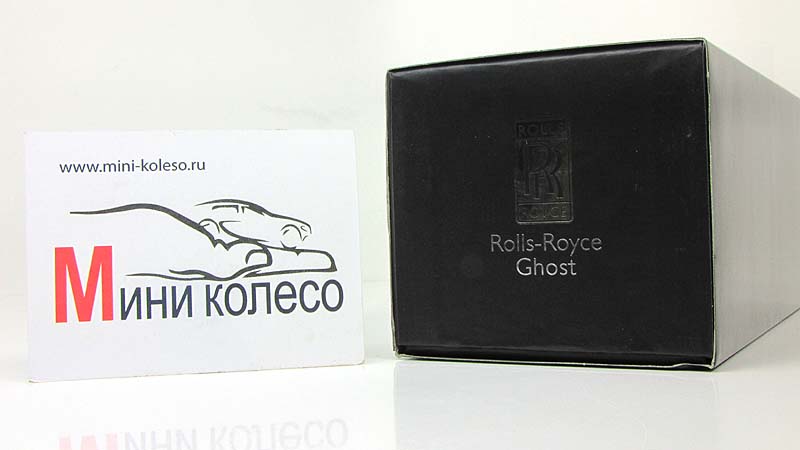 www.mini-koleso.ru
Мини колесо
ROLLS
RR
ROYCE
Rolls-Royce
Ghost